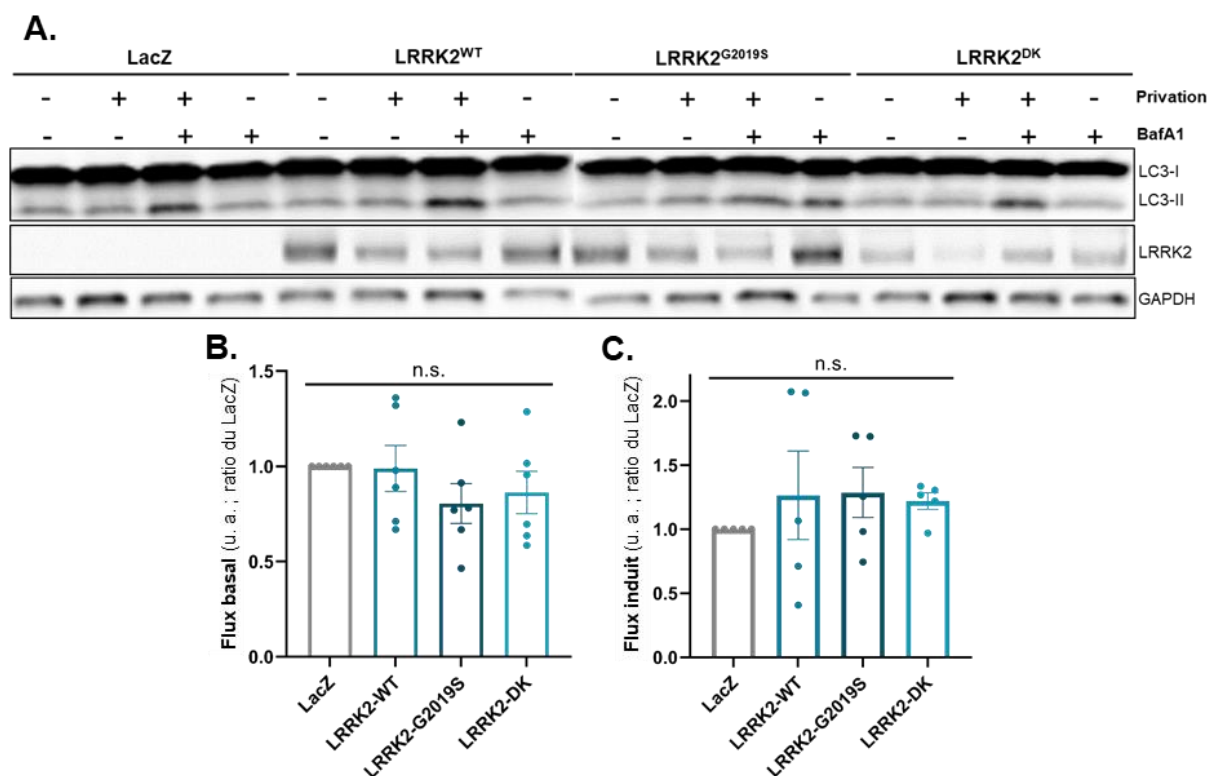 A.
LacZ LRRK2WT LRRK2G2019S LRRK2DK
- + + - - + + - - + + - - + + - Privation
- - + + - - + + - - + + - - + + BafA1
LC3-I
LC3-II
LRRK2
GAPDH
B.
n.s.
Flux basal (u. a. ; ratio du LacZ)
1.5
1.0
0.5
0.0
LacZ
LRRK2-WT
LRRK2-G2019S
LRRK2-DK
C.
n.s.
Flux induit (u. a. ; ratio du LacZ)
2.0
1.5
1.0
0.5
0.0
LacZ
LRRK2-WT
LRRK2-G2019S
LRRK2-DK